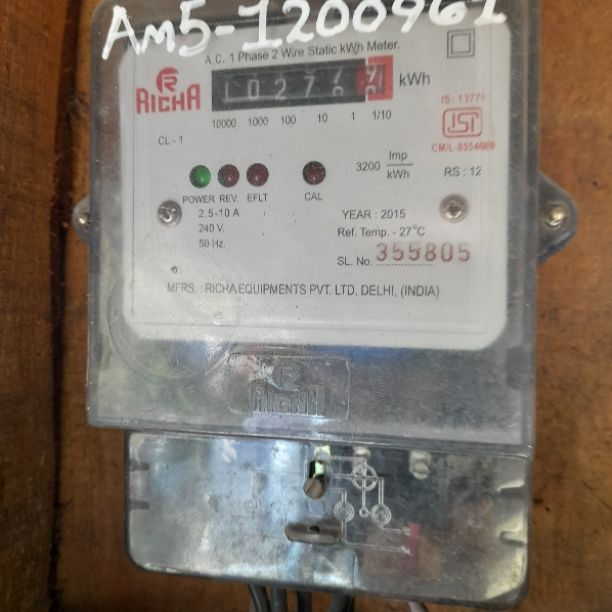 AM5-1200961
A.C. 1 Phase 2 Wire Static kWh Meter.
RICHA
kWh
10000 1000 100 10 1 1/10
IS: 13779
ISI
CL - 1
CM/L-8554669
3200 Imp/kWh
RS : 12
POWER REV. EFLT CAL
2.5-10 A
YEAR : 2015
240 V.
Ref. Temp. - 27°C
50 Hz.
SL. No. 355805
MFRS. : RICHA EQUIPMENTS PVT. LTD. DELHI, (INDIA)
RICHA